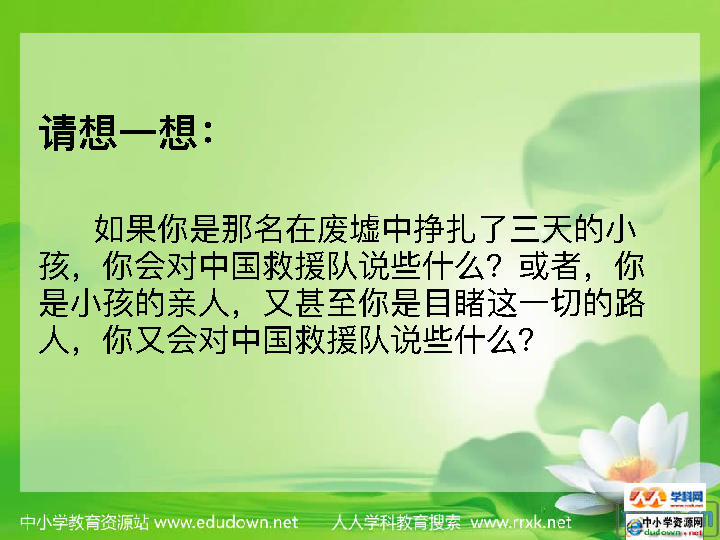 请想一想：
如果你是那名在废墟中挣扎了三天的小
孩，你会对中国救援队说些什么？或者，你
是小孩的亲人，又甚至你是目睹这一切的路
人，你又会对中国救援队说些什么？
中小学教育资源站 www.edudown.net 人人学科教育搜索 www.rrxk.net
学科网
www.rrxk.net
中小学资源网
edudown.net